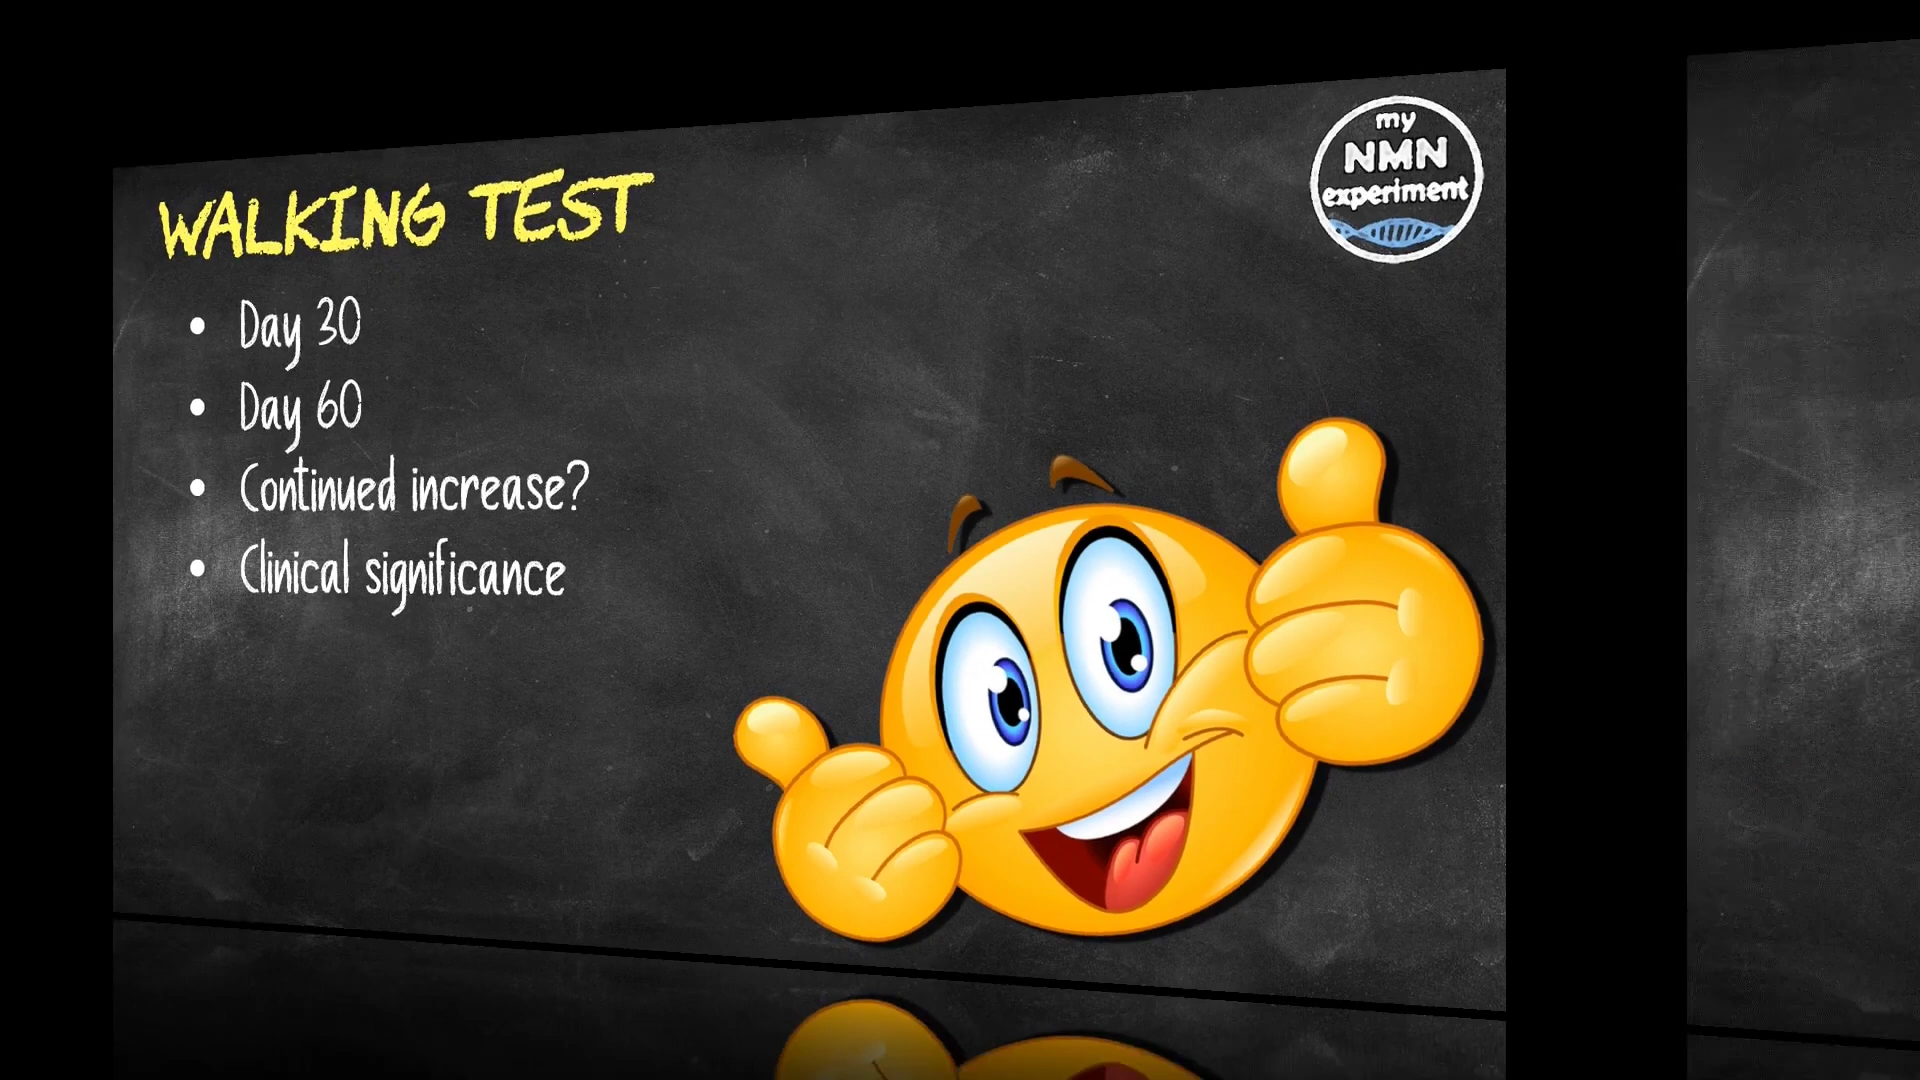 my
NMN
experiment
WALKING TEST
• Day 30
• Day 60
• Continued increase?
• Clinical significance